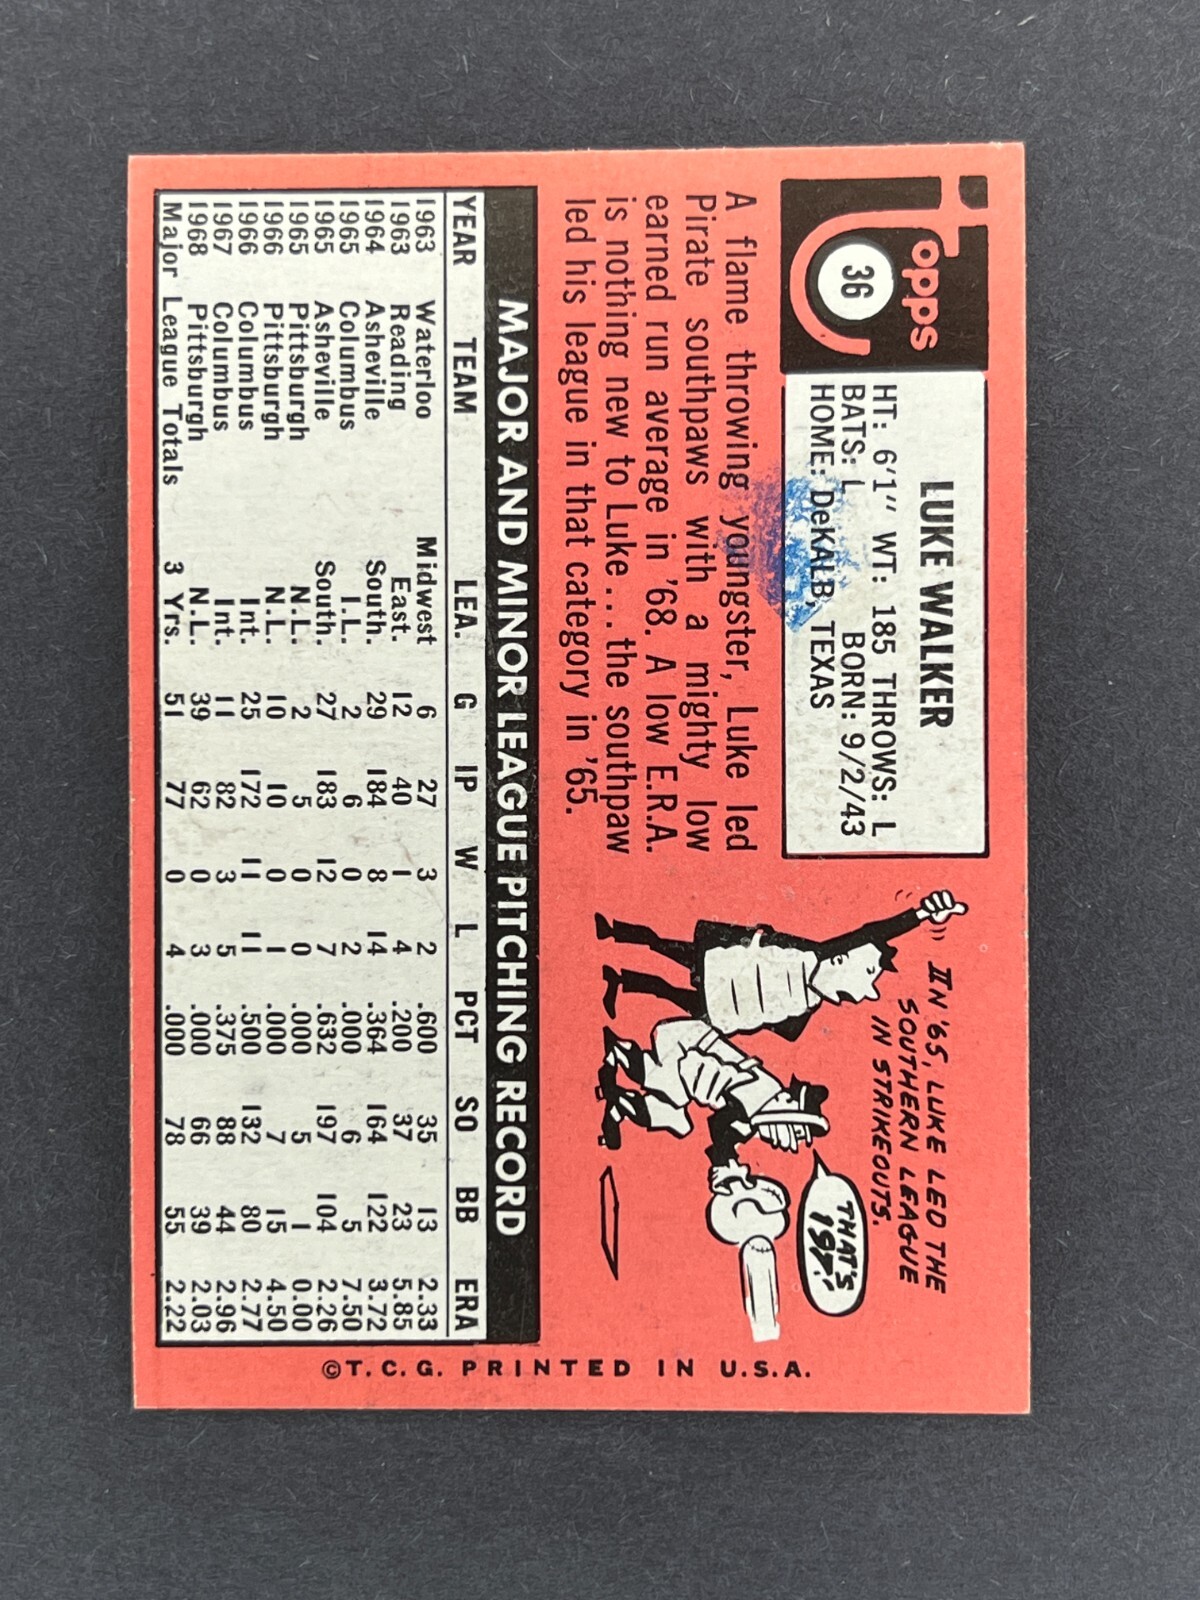 Topps
36
LUKE WALKER
HT: 6'1" WT: 185 THROWS: L
BATS: L BORN: 9/2/43
HOME: DeKALB, TEXAS
A flame throwing youngster, Luke led
Pirate southpaws with a mighty low
earned run average in '68. A low E.R.A.
is nothing new to Luke... the southpaw
led his league in that category in '65.
IN '65, LUKE LED THE
SOUTHERN LEAGUE
IN STRIKEOUTS.
THAT'S
197!
MAJOR AND MINOR LEAGUE PITCHING RECORD
YEAR TEAM LEA. G IP W L PCT SO BB ERA
1963 Waterloo Midwest 6 27 3 2 .600 35 13 2.33
1963 Reading East. 12 40 1 4 .200 37 23 5.85
1964 Asheville South. 29 184 8 14 .364 164 122 3.72
1965 Columbus I.L. 2 6 0 2 .000 6 5 7.50
1965 Asheville South. 27 183 12 7 .632 197 104 2.26
1965 Pittsburgh N.L. 2 5 0 0 .000 5 1 0.00
1966 Pittsburgh N.L. 10 10 0 1 .000 7 15 4.50
1966 Columbus Int. 25 172 11 11 .500 132 80 2.77
1967 Columbus Int. 11 82 3 5 .375 88 44 2.96
1968 Pittsburgh N.L. 39 62 0 3 .000 66 39 2.03
Major League Totals 3 Yrs. 51 77 0 4 .000 78 55 2.22
©T.C.G. PRINTED IN U.S.A.